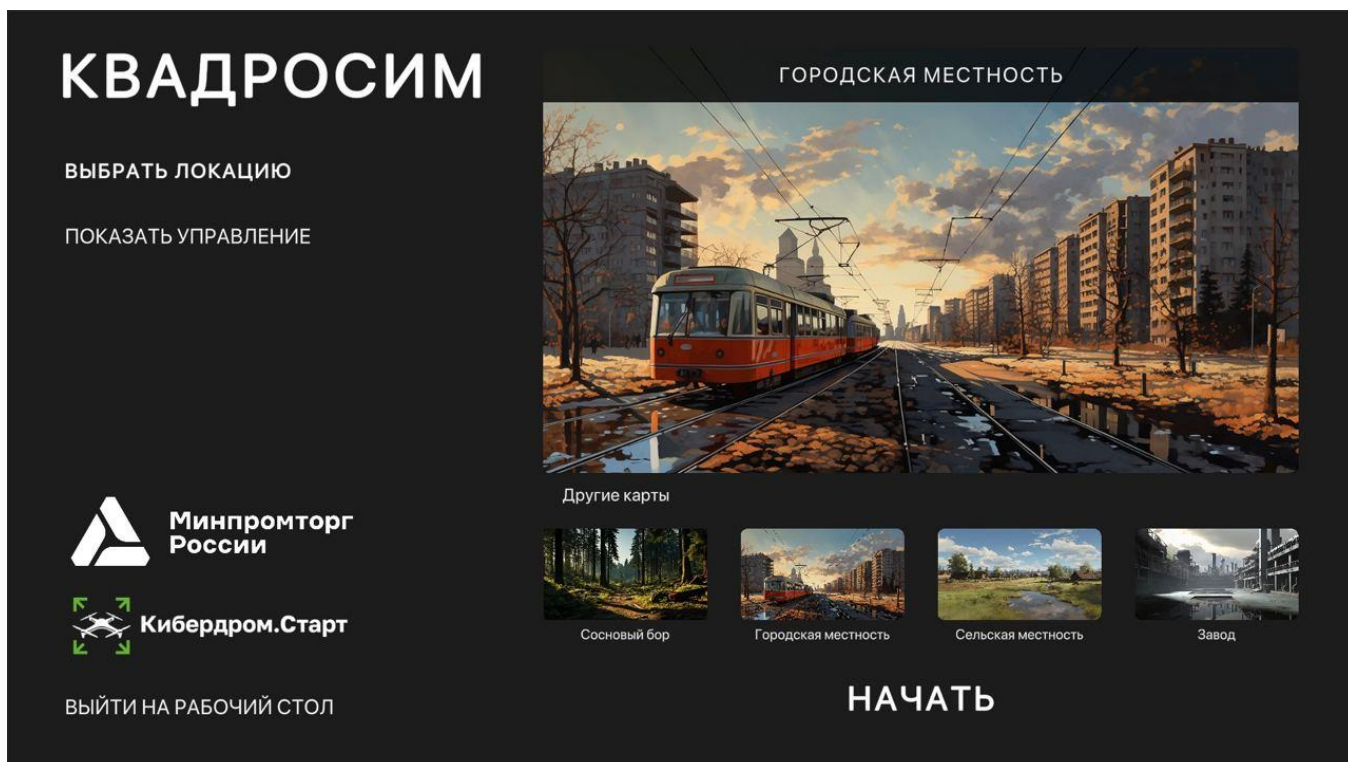 КВАДРОСИМ
ВЫБРАТЬ ЛОКАЦИЮ
ПОКАЗАТЬ УПРАВЛЕНИЕ
Минпромторг
России
Кибердром.Старт
ВЫЙТИ НА РАБОЧИЙ СТОЛ
ГОРОДСКАЯ МЕСТНОСТЬ
Другие карты
Сосновый бор
Городская местность
Сельская местность
Завод
НАЧАТЬ